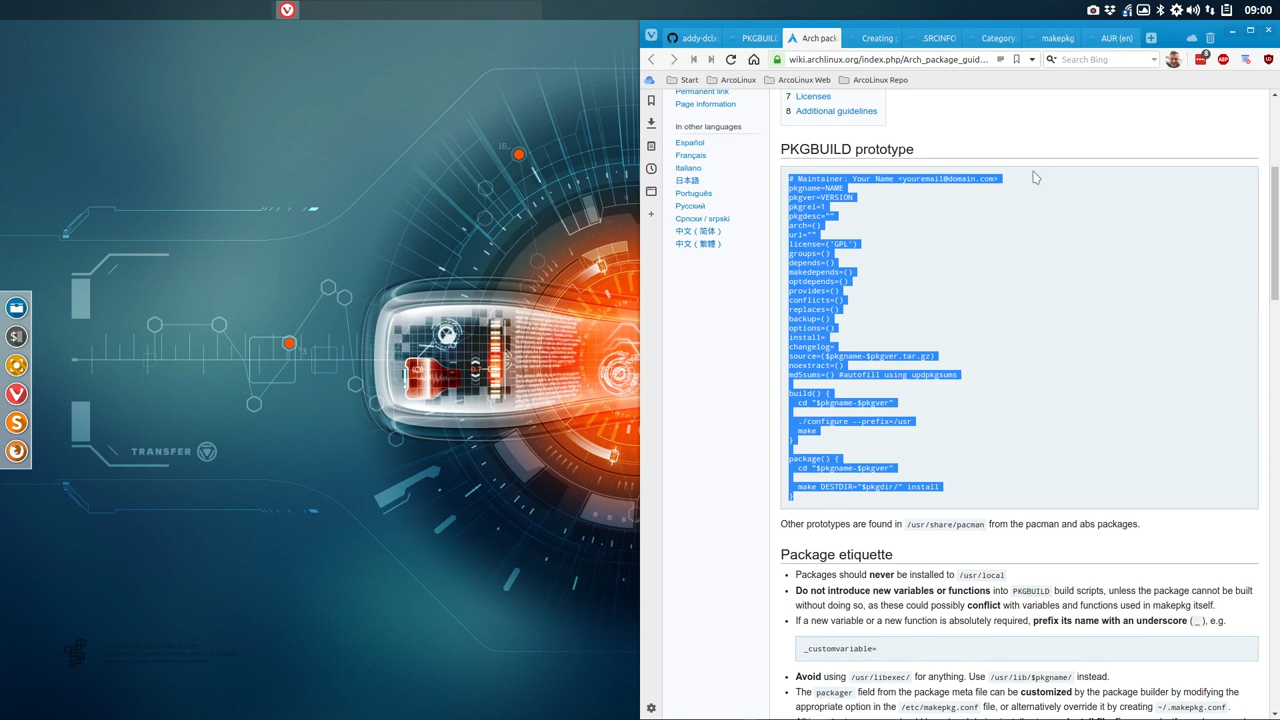 09:00
addy-dclx
PKGBUIL
Arch pack
Creating
.SRCINFO
Category
makepkg
AUR (en)
wiki.archlinux.org/index.php/Arch_package_guid...
Search Bing
8
Start
ArcoLinux
ArcoLinux Web
ArcoLinux Repo
Permanent link
Page information
In other languages
Español
Français
Italiano
日本語
Português
Русский
Српски / srpski
中文（简体）
中文（繁體）
7 Licenses
8 Additional guidelines
PKGBUILD prototype
# Maintainer: Your Name <youremail@domain.com>
pkgname=NAME
pkgver=VERSION
pkgrel=1
pkgdesc=""
arch=()
url=""
license=('GPL')
groups=()
depends=()
makedepends=()
optdepends=()
provides=()
conflicts=()
replaces=()
backup=()
options=()
install=
changelog=
source=($pkgname-$pkgver.tar.gz)
noextract=()
md5sums=() #autofill using updpkgsums
build() {
cd "$pkgname-$pkgver"
./configure --prefix=/usr
make
}
package() {
cd "$pkgname-$pkgver"
make DESTDIR="$pkgdir/" install
}
Other prototypes are found in /usr/share/pacman from the pacman and abs packages.
Package etiquette
• Packages should never be installed to /usr/local
• Do not introduce new variables or functions into PKGBUILD build scripts, unless the package cannot be built
without doing so, as these could possibly conflict with variables and functions used in makepkg itself.
• If a new variable or a new function is absolutely required, prefix its name with an underscore (_), e.g.
_customvariable=
• Avoid using /usr/libexec/ for anything. Use /usr/lib/$pkgname/ instead.
• The packager field from the package meta file can be customized by the package builder by modifying the
appropriate option in the /etc/makepkg.conf file, or alternatively override it by creating ~/.makepkg.conf.
TRANSFER